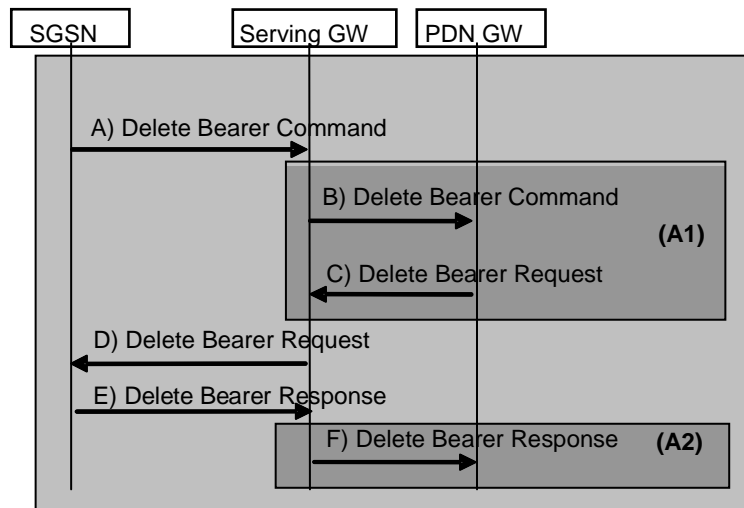 SGSN
Serving GW
PDN GW
A) Delete Bearer Command
B) Delete Bearer Command
(A1)
C) Delete Bearer Request
D) Delete Bearer Request
E) Delete Bearer Response
F) Delete Bearer Response
(A2)